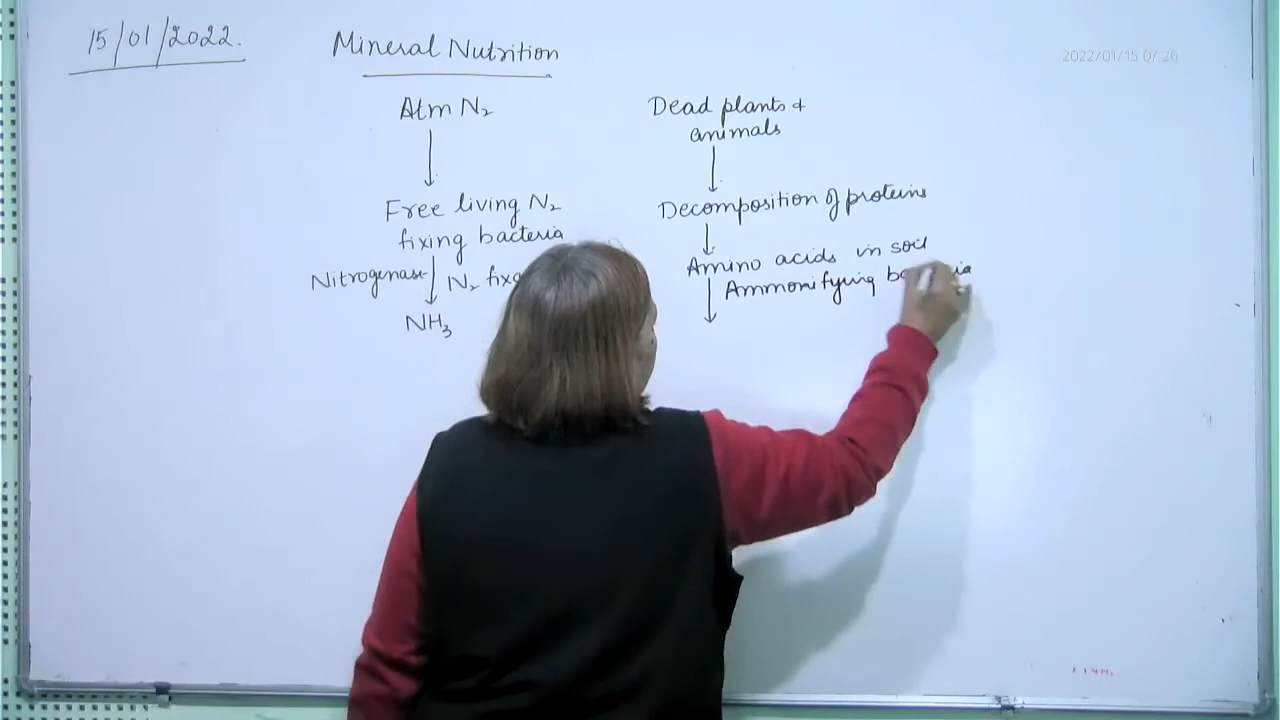 15/01/2022.
Mineral Nutrition
2022/01/15 07:26
Atm N₂
Free living N₂
fixing bacteria
Nitrogenase N₂
NH₃
Dead plants +
animals
Decomposition of proteins
Amino acids in soil
Ammonifying